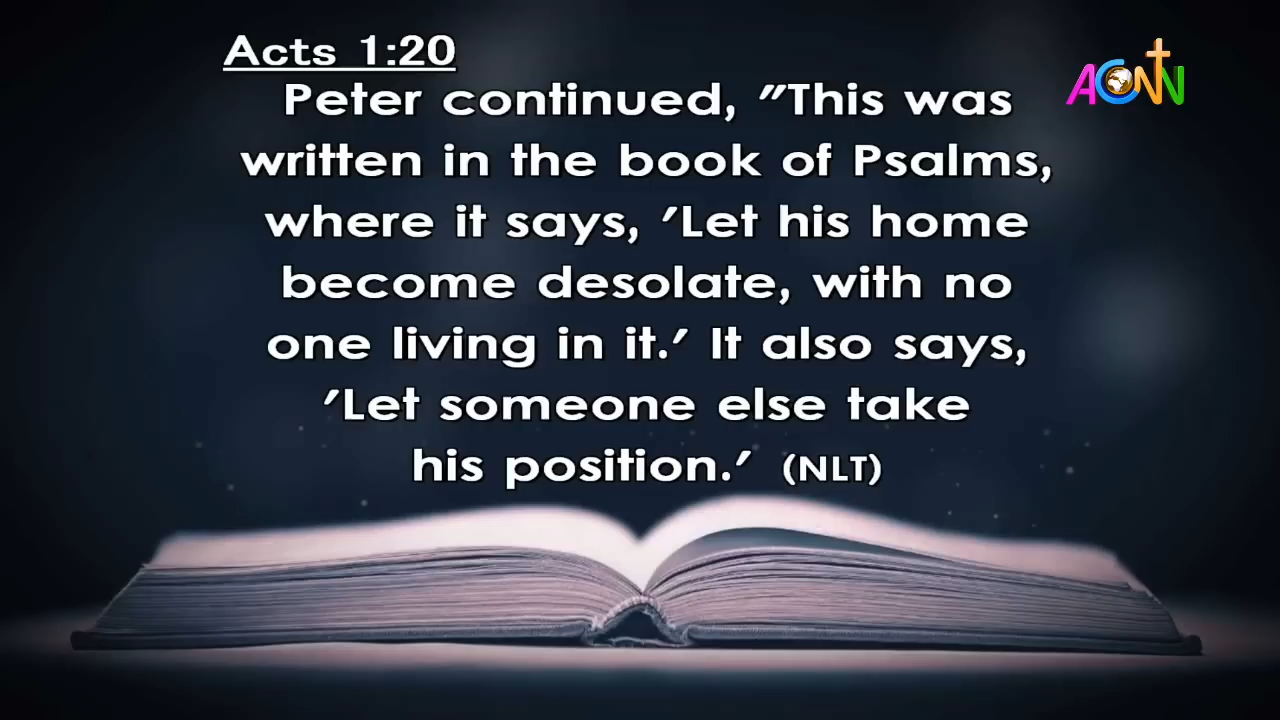 Acts 1:20
ACNN
Peter continued, "This was
written in the book of Psalms,
where it says, 'Let his home
become desolate, with no
one living in it.' It also says,
'Let someone else take
his position.' (NLT)